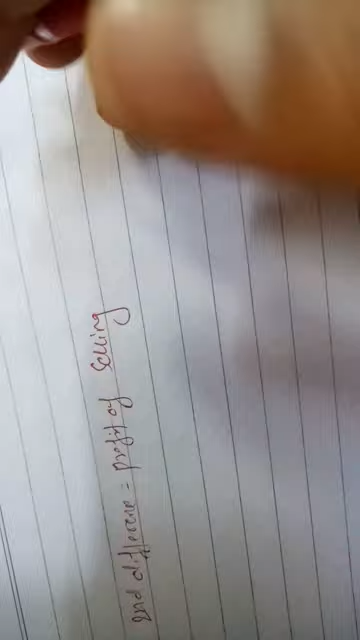 2nd difference = profit of selling